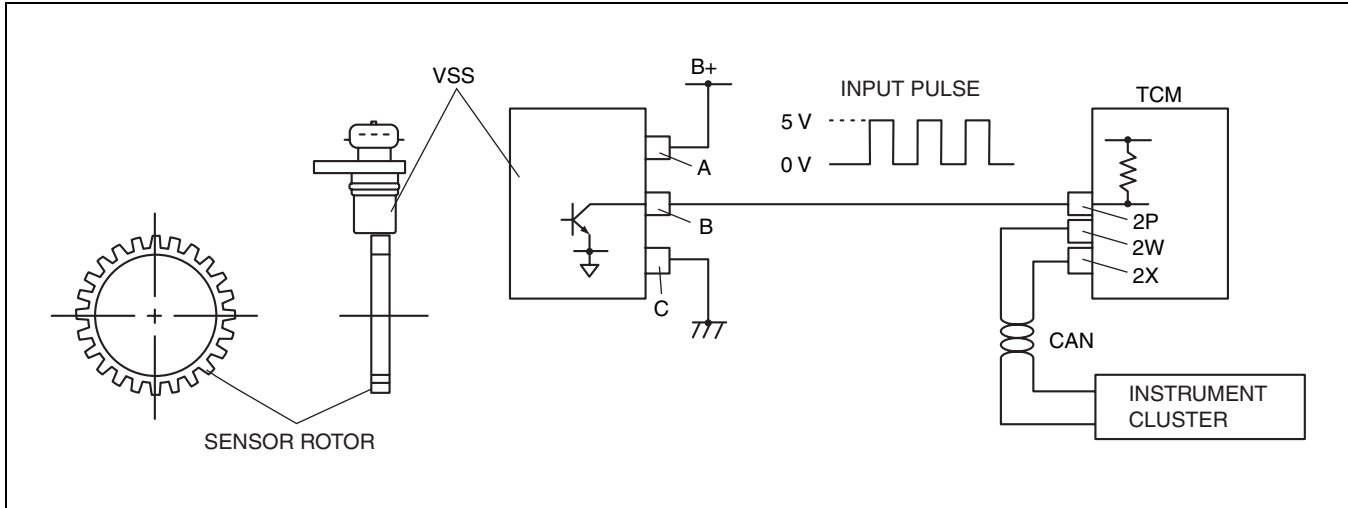 VSS
B+
INPUT PULSE
TCM
5 V
0 V
A
B
C
2P
2W
2X
CAN
INSTRUMENT
CLUSTER
SENSOR ROTOR